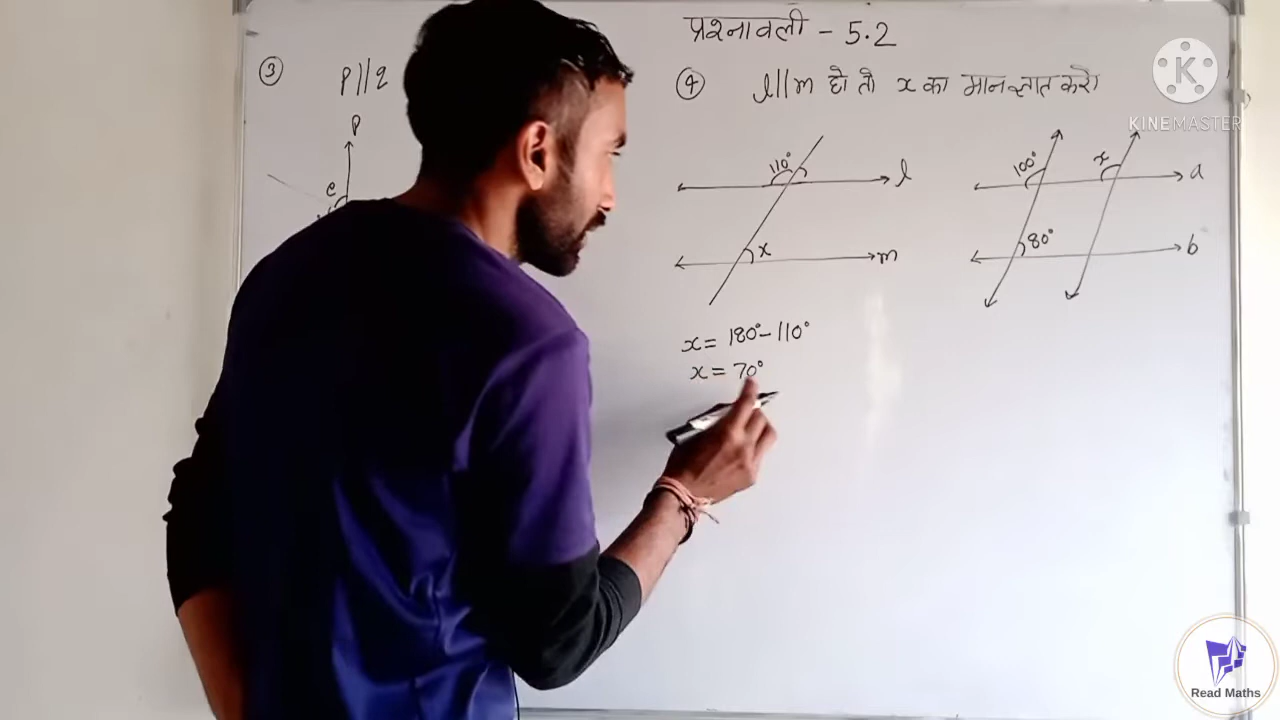 प्रश्नावली - 5.2
③ P||q
P
e
④ l||m हो तो x का मान ज्ञात करो
110°
l
x
m
100°
x
a
80°
b
x = 180° - 110°
x = 70°
KINEMASTER
Read Maths